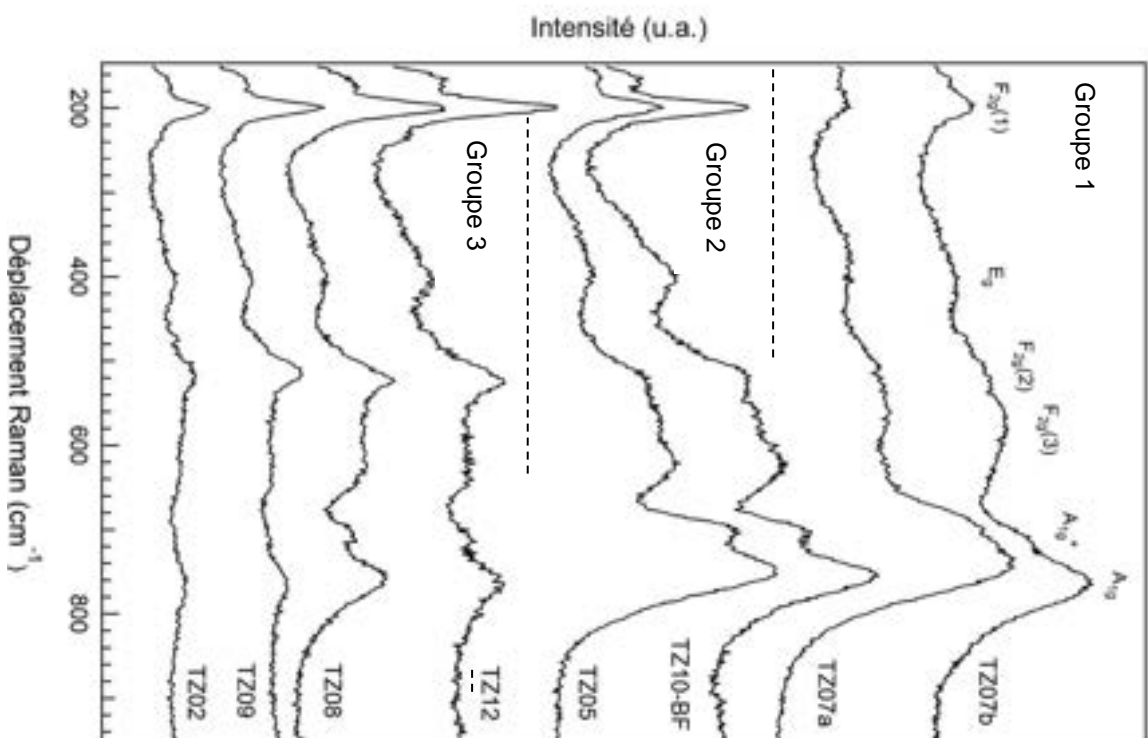 Intensité (u.a.)
Groupe 1
F2g(1)
Eg
F2g(2)
F2g(3)
A1g*
A1g
TZ07b
TZ07a
Groupe 2
TZ10-BF
TZ05
Groupe 3
TZ12
TZ08
TZ09
TZ02
200
400
600
800
Déplacement Raman (cm-1)